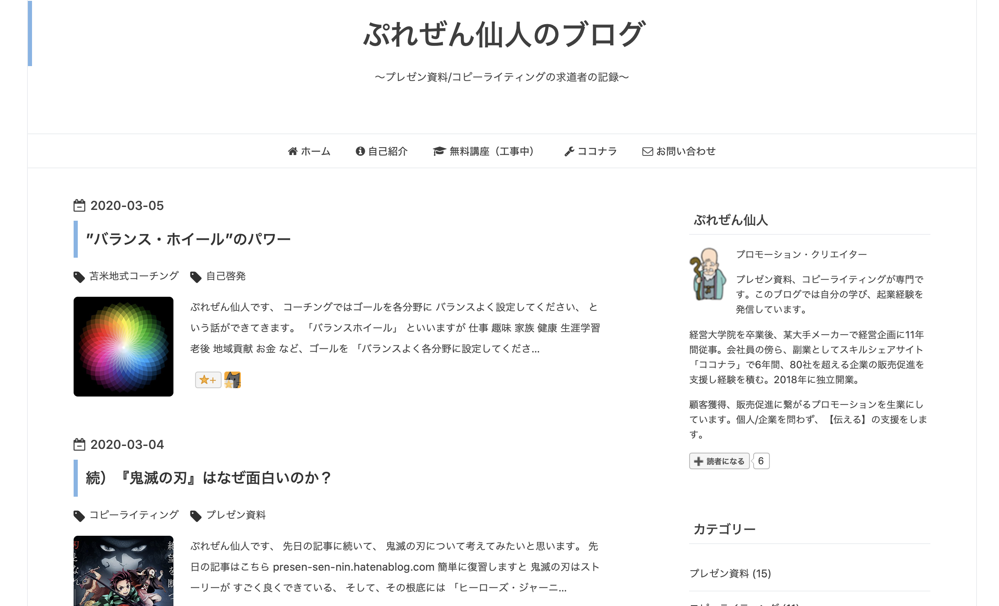 ぷれぜん仙人のブログ
〜プレゼン資料/コピーライティングの求道者の記録〜
ホーム 自己紹介 無料講座（工事中） ココナラ お問い合わせ
2020-03-05
”バランス・ホイール”のパワー
苫米地式コーチング 自己啓発
ぷれぜん仙人です、 コーチングではゴールを各分野に バランスよく設定してください、 と
いう話ができてきます。 「バランスホイール」 といいますが 仕事 趣味 家族 健康 生涯学習
老後 地域貢献 お金 など、ゴールを 「バランスよく各分野に設定してくださ...
2020-03-04
続）『鬼滅の刃』はなぜ面白いのか？
コピーライティング プレゼン資料
刃となれ
絶望を断つ
ぷれぜん仙人です、 先日の記事に続いて、 鬼滅の刃について考えてみたいと思います。 先
日の記事はこちら presen-sen-nin.hatenablog.com 簡単に復習しますと 鬼滅の刃はスト
ーリーが すごく良くできている、 そして、その根底には 「ヒーローズ・ジャーニ...
ぷれぜん仙人
プロモーション・クリエイター
プレゼン資料、コピーライティングが専門で
す。このブログでは自分の学び、起業経験を
発信しています。
経営大学院を卒業後、某大手メーカーで経営企画に11年
間従事。会社員の傍ら、副業としてスキルシェアサイト
「ココナラ」で6年間、80社を超える企業の販売促進を
支援し経験を積む。2018年に独立開業。
顧客獲得、販売促進に繋がるプロモーションを生業にし
ています。個人/企業を問わず、【伝える】の支援をしま
す。
読者になる 6
カテゴリー
プレゼン資料 (15)
コピーライティング (11)